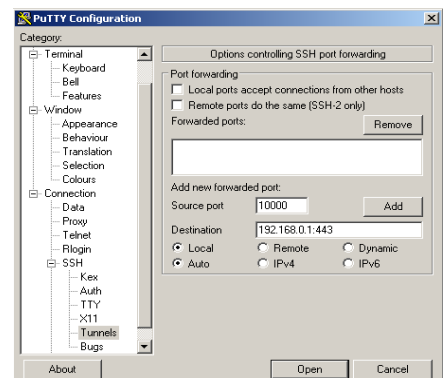 PuTTY Configuration
Category:
Terminal
Keyboard
Bell
Features
Window
Appearance
Behaviour
Translation
Selection
Colours
Connection
Data
Proxy
Telnet
Rlogin
SSH
Kex
Auth
TTY
X11
Tunnels
Bugs
Options controlling SSH port forwarding
Port forwarding
Local ports accept connections from other hosts
Remote ports do the same (SSH-2 only)
Forwarded ports:
Remove
Add new forwarded port:
Source port 10000 Add
Destination 192.168.0.1:443
Local Remote Dynamic
Auto IPv4 IPv6
About Open Cancel